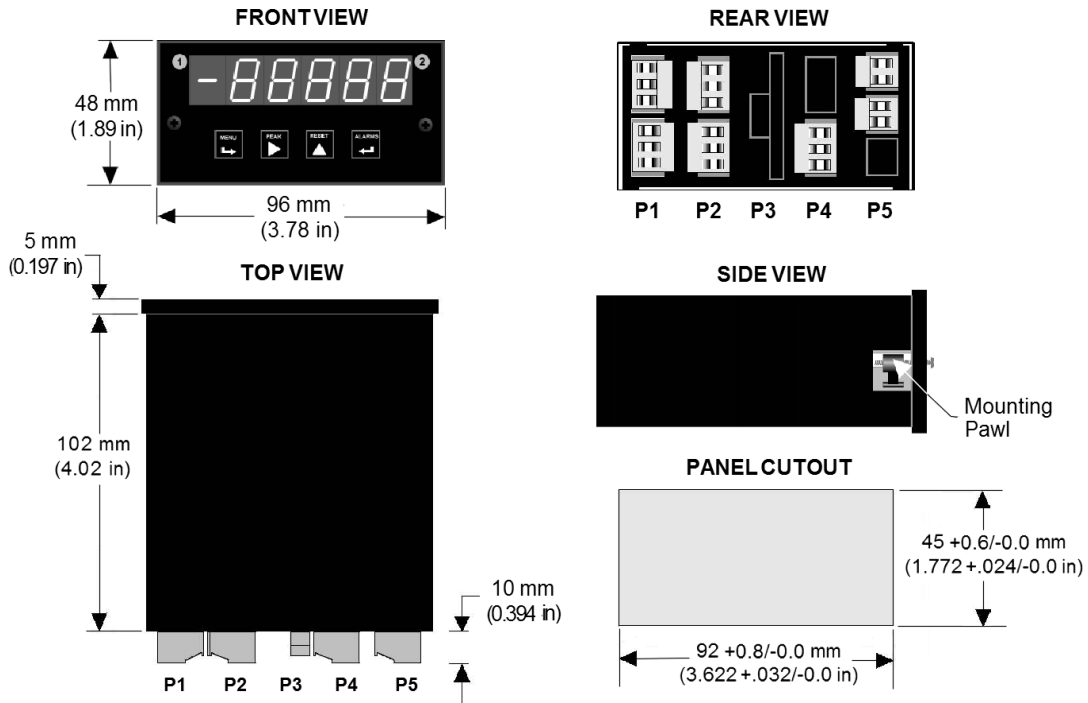 FRONT VIEW
1
2
-88888
MENU
PEAK
RESET
ALARMS
48 mm
(1.89 in)
96 mm
(3.78 in)
REAR VIEW
P1 P2 P3 P4 P5
TOP VIEW
5 mm
(0.197 in)
102 mm
(4.02 in)
10 mm
(0.394 in)
P1 P2 P3 P4 P5
SIDE VIEW
Mounting
Pawl
PANEL CUTOUT
45 +0.6/-0.0 mm
(1.772 +.024/-0.0 in)
92 +0.8/-0.0 mm
(3.622 +.032/-0.0 in)